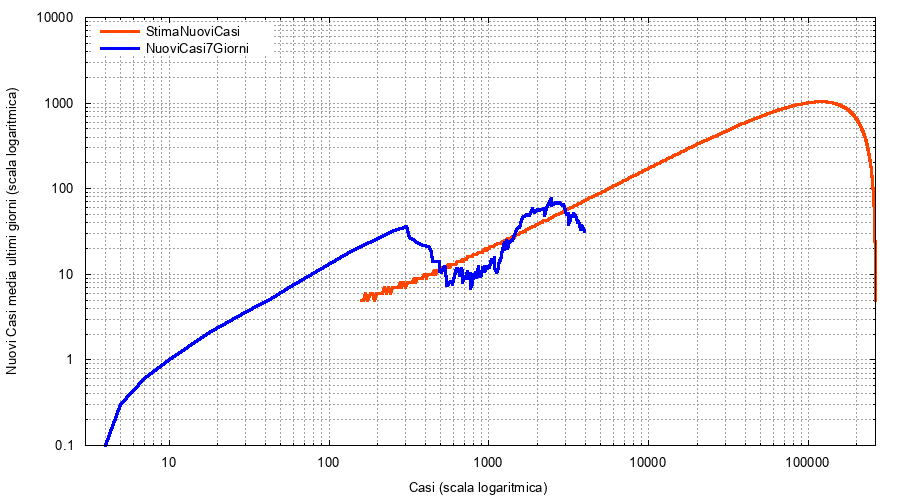 10000
1000
100
10
1
0.1
Nuovi Casi media ultimi giorni (scala logaritmica)
StimaNuoviCasi
NuoviCasi7Giorni
10 100 1000 10000 100000
Casi (scala logaritmica)